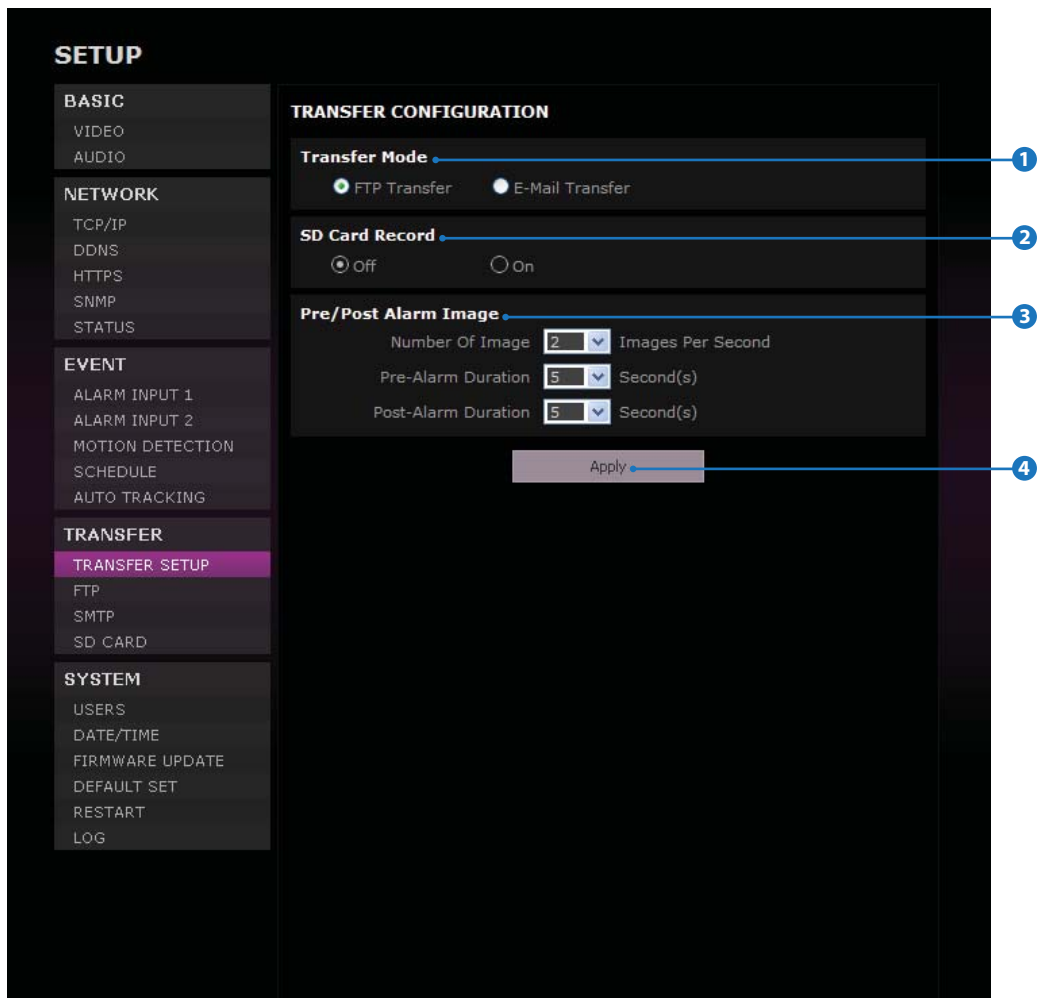 SETUP
BASIC
VIDEO
AUDIO
NETWORK
TCP/IP
DDNS
HTTPS
SNMP
STATUS
EVENT
ALARM INPUT 1
ALARM INPUT 2
MOTION DETECTION
SCHEDULE
AUTO TRACKING
TRANSFER
TRANSFER SETUP
FTP
SMTP
SD CARD
SYSTEM
USERS
DATE/TIME
FIRMWARE UPDATE
DEFAULT SET
RESTART
LOG
TRANSFER CONFIGURATION
Transfer Mode 1
FTP Transfer E-Mail Transfer
SD Card Record 2
Off On
Pre/Post Alarm Image 3
Number Of Image 2 Images Per Second
Pre-Alarm Duration 5 Second(s)
Post-Alarm Duration 5 Second(s)
Apply 4